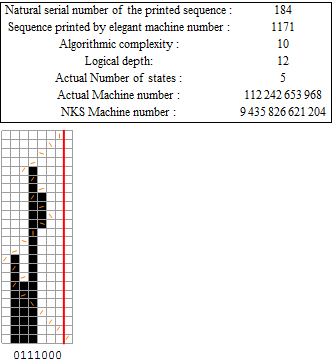 Natural serial number of the printed sequence : 184
Sequence printed by elegant machine number : 1171
Algorithmic complexity : 10
Logical depth: 12
Actual Number of states : 5
Actual Machine number : 112 242 653 968
NKS Machine number : 9 435 826 621 204
0111000